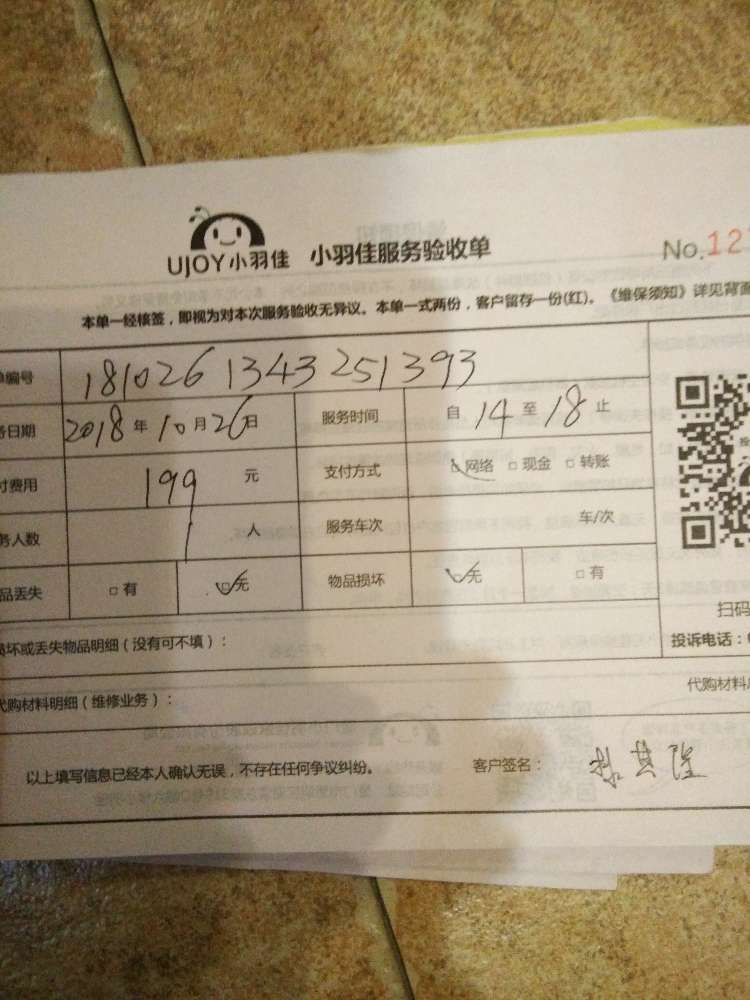 UJOY小羽佳 小羽佳服务验收单 No.12
本单一经核签，即视为对本次服务验收无异议。本单一式两份，客户留存一份(红)。《维保须知》详见背面
单编号 181026 1343 251393
务日期 2018年10月26日 服务时间 自14至18止
付费用 199 元 支付方式 ☑网络 □现金 □转账
务人数 1 人 服务车次 车/次
品丢失 □有 ☑无 物品损坏 ☑无 □有
扫码
损坏或丢失物品明细（没有可不填）： 投诉电话：
代购材料明细（维修业务）： 代购材料
以上填写信息已经本人确认无误，不存在任何争议纠纷。 客户签名：